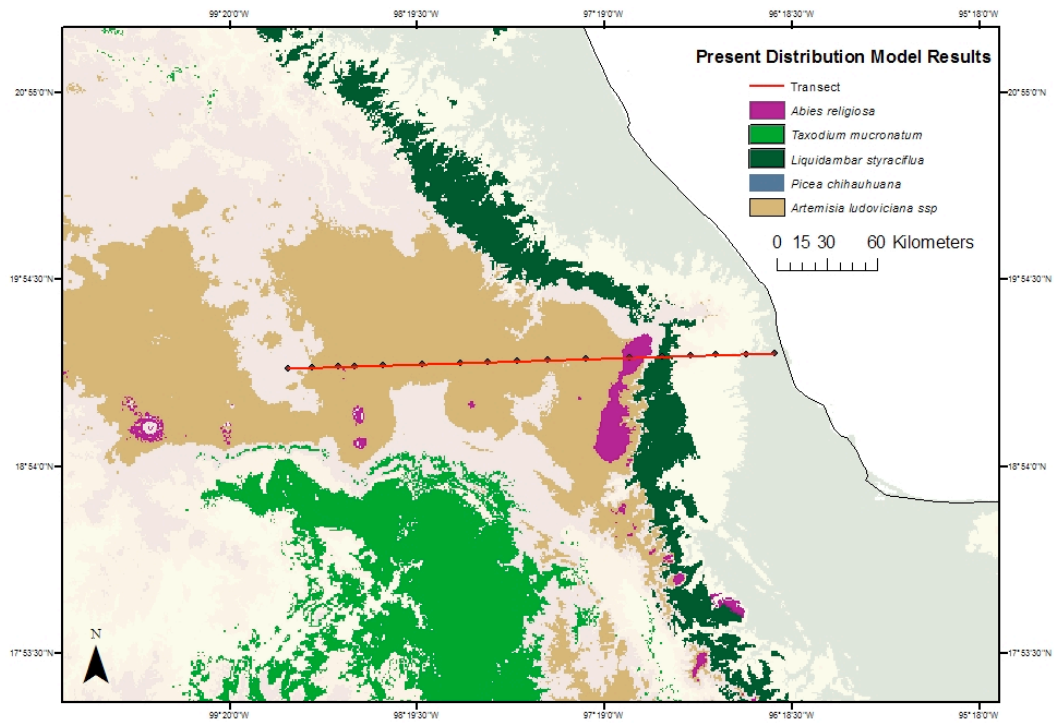 99°20'0"W 98°19'30"W 97°19'0"W 96°18'30"W 95°18'0"W
Present Distribution Model Results
Transect
Abies religiosa
Taxodium mucronatum
Liquidambar styraciflua
Picea chihauhuana
Artemisia ludoviciana ssp
0 15 30 60 Kilometers
20°55'0"N 20°55'0"N
19°54'30"N 19°54'30"N
18°54'0"N 18°54'0"N
17°53'30"N 17°53'30"N
N
99°20'0"W 98°19'30"W 97°19'0"W 96°18'30"W 95°18'0"W